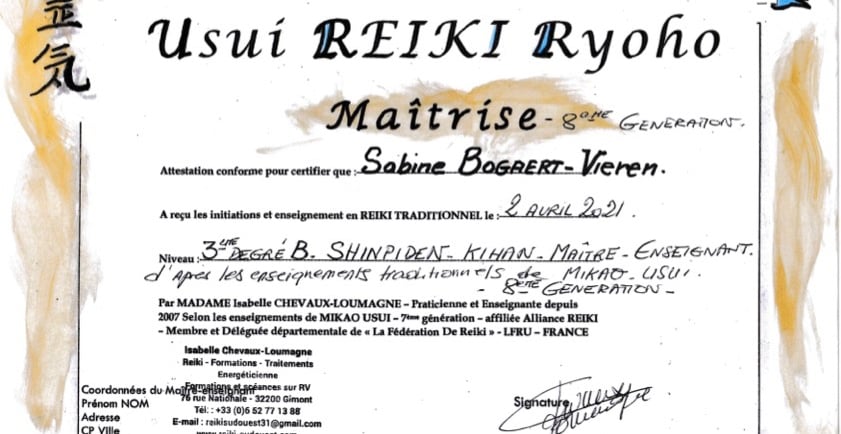 靈
気
Usui REIKI Ryoho
Maîtrise - 8ème GENERATION.
Attestation conforme pour certifier que : Sabine BOGAERT-Vieren.
A reçu les initiations et enseignement en REIKI TRADITIONNEL le : 2 AVRIL 2021.
Niveau : 3ème DEGRÉ B. SHINPIDEN - KIHAN - MAÎTRE - ENSEIGNANT.
d'après les enseignements traditionnels de MIKAO - USUI.
- 8ème GENERATION -
Par MADAME Isabelle CHEVAUX-LOUMAGNE – Praticienne et Enseignante depuis
2007 Selon les enseignements de MIKAO USUI – 7ème génération – affiliée Alliance REIKI
– Membre et Déléguée départementale de « La Fédération De Reiki » - LFRU – FRANCE
Isabelle Chevaux-Loumagne
Reiki - Formations - Traitements
Energéticienne
Formations et séances sur RV
76 rue Nationale - 32200 Gimont
Tél : +33 (0)6 52 77 13 88
E-mail : reikisudouest31@gmail.com
Coordonnées du Maître-enseignant
Prénom NOM
Adresse
CP Ville
Signature